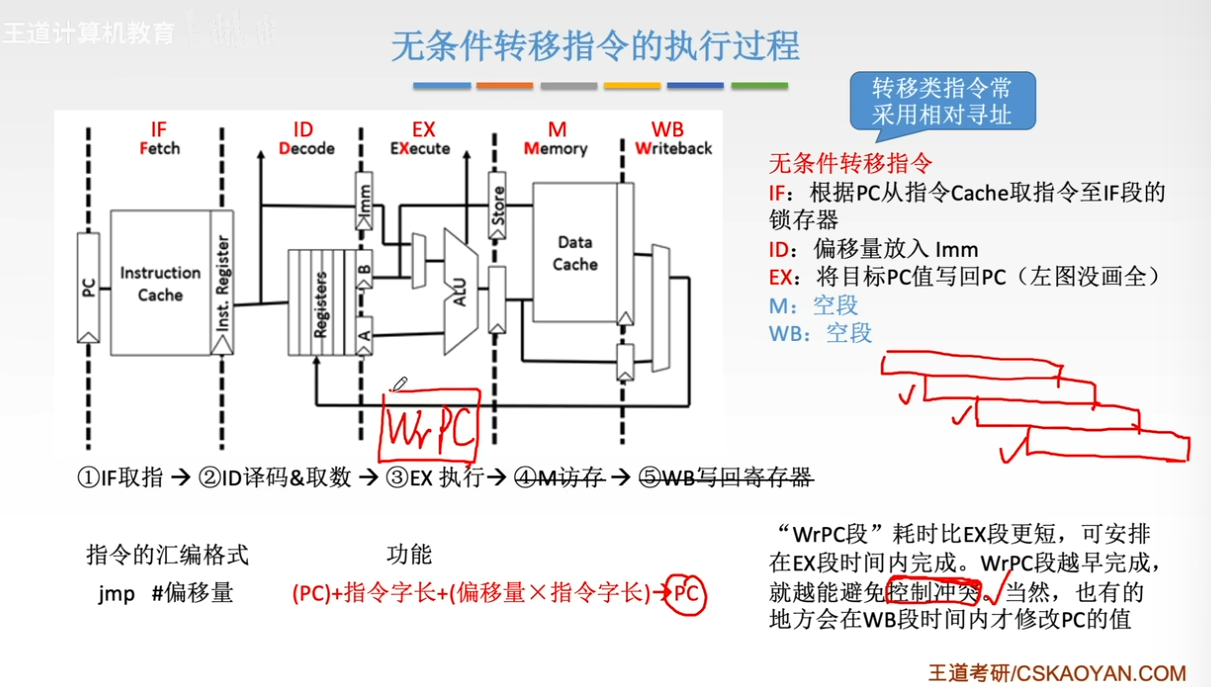 王道计算机教育
无条件转移指令的执行过程
转移类指令常
采用相对寻址
IF
Fetch
ID
Decode
EX
EXecute
M
Memory
WB
Writeback
PC
Instruction
Cache
Inst. Register
Registers
Imm
B
A
ALU
Store
Data
Cache
WrPC
无条件转移指令
IF：根据PC从指令Cache取指令至IF段的
锁存器
ID：偏移量放入 Imm
EX：将目标PC值写回PC（左图没画全）
M：空段
WB：空段
①IF取指 → ②ID译码&取数 → ③EX 执行→ ④M访存 → ⑤WB写回寄存器
指令的汇编格式 功能
jmp #偏移量 (PC)+指令字长+(偏移量×指令字长)→PC
“WrPC段”耗时比EX段更短，可安排
在EX段时间内完成。WrPC段越早完成，
就越能避免控制冲突。当然，也有的
地方会在WB段时间内才修改PC的值
王道考研/CSKAOYAN.COM